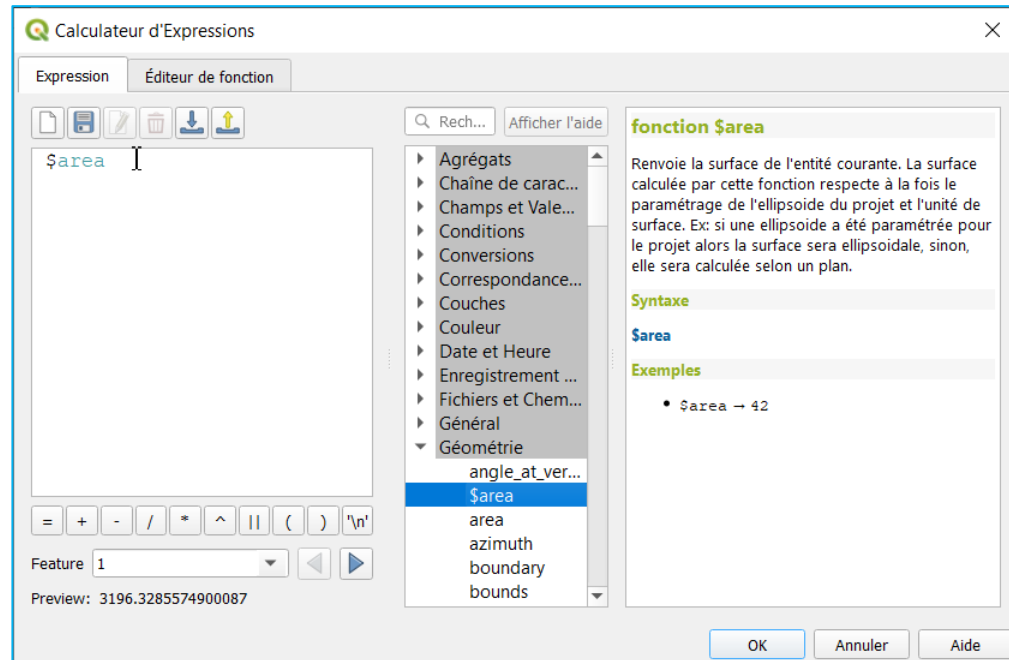 Calculateur d'Expressions
Expression
Éditeur de fonction
Rech...
Afficher l'aide
$area
Agrégats
Chaîne de carac...
Champs et Vale...
Conditions
Conversions
Correspondance...
Couches
Couleur
Date et Heure
Enregistrement ...
Fichiers et Chem...
Général
Géométrie
angle_at_ver...
$area
area
azimuth
boundary
bounds
fonction $area
Renvoie la surface de l'entité courante. La surface
calculée par cette fonction respecte à la fois le
paramétrage de l'ellipsoide du projet et l'unité de
surface. Ex: si une ellipsoide a été paramétrée pour
le projet alors la surface sera ellipsoidale, sinon,
elle sera calculée selon un plan.
Syntaxe
$area
Exemples
• $area → 42
= + - / * ^ || ( ) '\n'
Feature 1
Preview: 3196.3285574900087
OK
Annuler
Aide